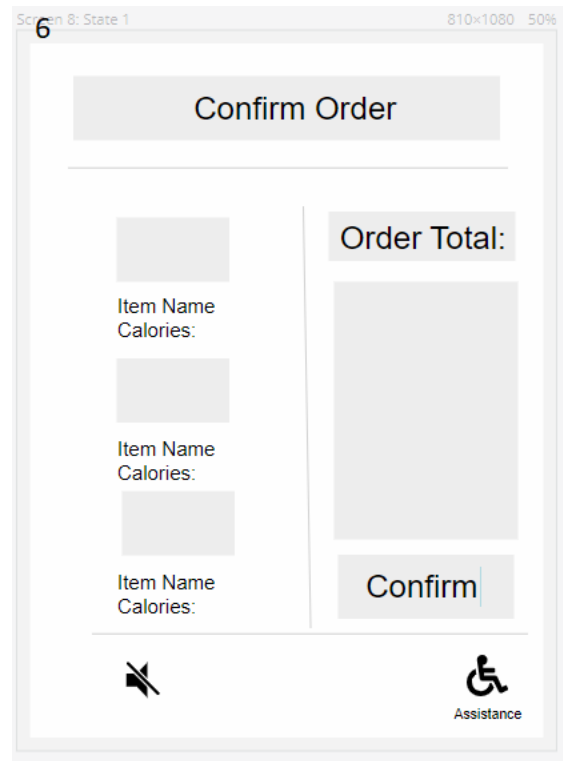 Screen 8: State 1
810×1080 50%
6
Confirm Order
Item Name
Calories:
Item Name
Calories:
Item Name
Calories:
Order Total:
Confirm
Assistance